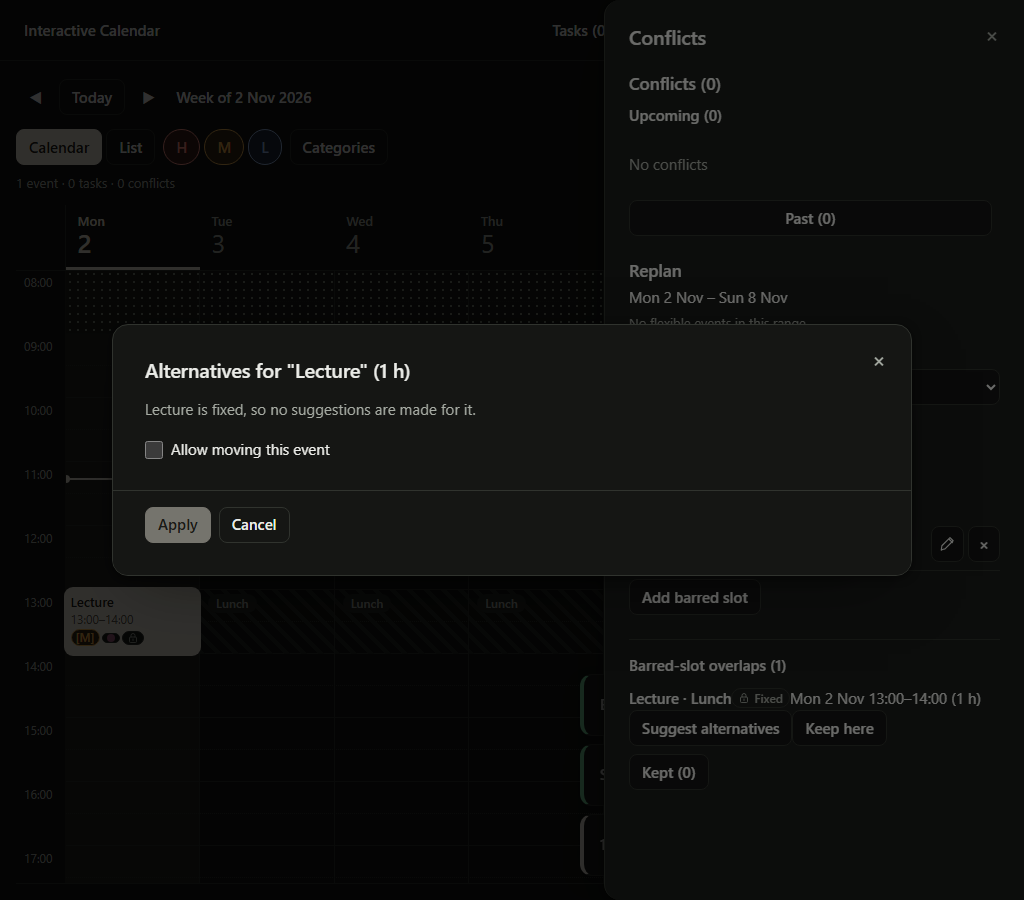 Interactive Calendar
Tasks (0
◀ Today ▶ Week of 2 Nov 2026
Calendar List H M L Categories
1 event · 0 tasks · 0 conflicts
Mon Tue Wed Thu
2 3 4 5
08:00
09:00
10:00
11:00
12:00
13:00
14:00
15:00
16:00
17:00
Lecture
13:00–14:00
[M]
Lunch Lunch Lunch
Conflicts
×
Conflicts (0)
Upcoming (0)
No conflicts
Past (0)
Replan
Mon 2 Nov – Sun 8 Nov
No flexible events in this range
Alternatives for "Lecture" (1 h)
×
Lecture is fixed, so no suggestions are made for it.
Allow moving this event
Apply Cancel
×
Add barred slot
Barred-slot overlaps (1)
Lecture · Lunch Fixed Mon 2 Nov 13:00–14:00 (1 h)
Suggest alternatives Keep here
Kept (0)